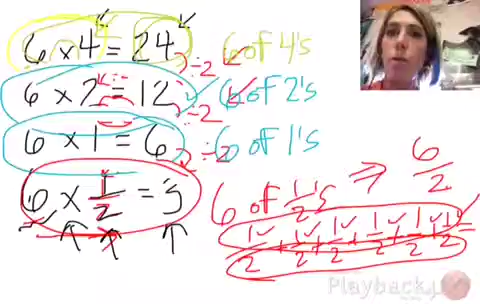 6 x 4 = 24 ÷2 6 of 4's
6 x 2 = 12 ÷2 6 of 2's
6 x 1 = 6 ÷2 6 of 1's
6 x 1/2 = 3 6 of 1/2's ⇒ 6/2
1/2 + 1/2 + 1/2 + 1/2 + 1/2 + 1/2 =
Playback